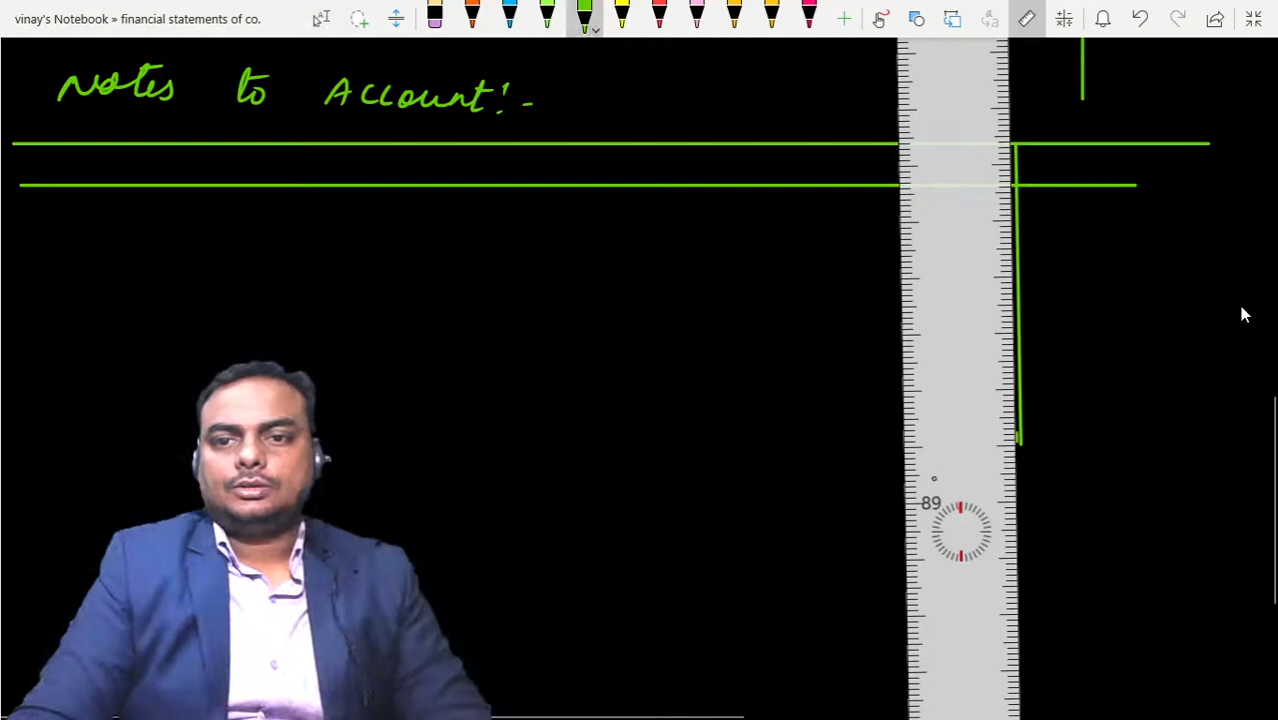 vinay's Notebook » financial statements of co.
Notes to Account:-
89°